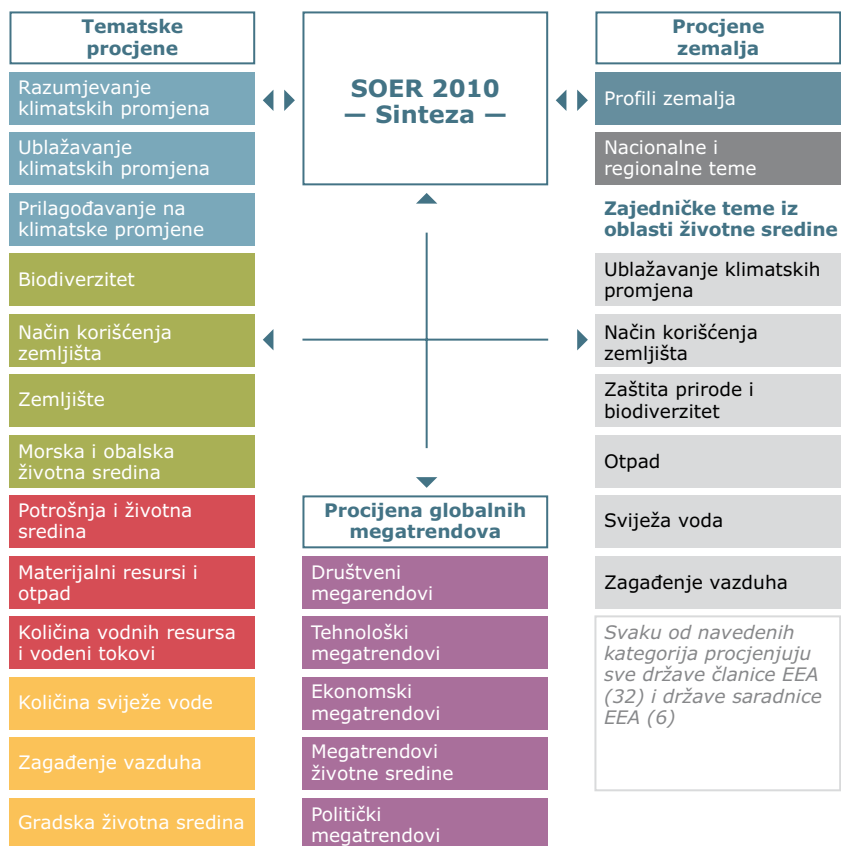 Tematske
procjene
Razumjevanje
klimatskih promjena
Ublažavanje
klimatskih promjena
Prilagođavanje na
klimatske promjene
Biodiverzitet
Način korišćenja
zemljišta
Zemljište
Morska i obalska
životna sredina
Potrošnja i životna
sredina
Materijalni resursi i
otpad
Količina vodnih resursa
i vodeni tokovi
Količina sviježe vode
Zagađenje vazduha
Gradska životna sredina
SOER 2010
— Sinteza —
Procijena globalnih
megatrendova
Društveni
megarendovi
Tehnološki
megatrendovi
Ekonomski
megatrendovi
Megatrendovi
životne sredine
Politički
megatrendovi
Procjene
zemalja
Profili zemalja
Nacionalne i
regionalne teme
Zajedničke teme iz
oblasti životne sredine
Ublažavanje klimatskih
promjena
Način korišćenja
zemljišta
Zaštita prirode i
biodiverzitet
Otpad
Sviježa voda
Zagađenje vazduha
Svaku od navedenih
kategorija procjenjuju
sve države članice EEA
(32) i države saradnice
EEA (6)